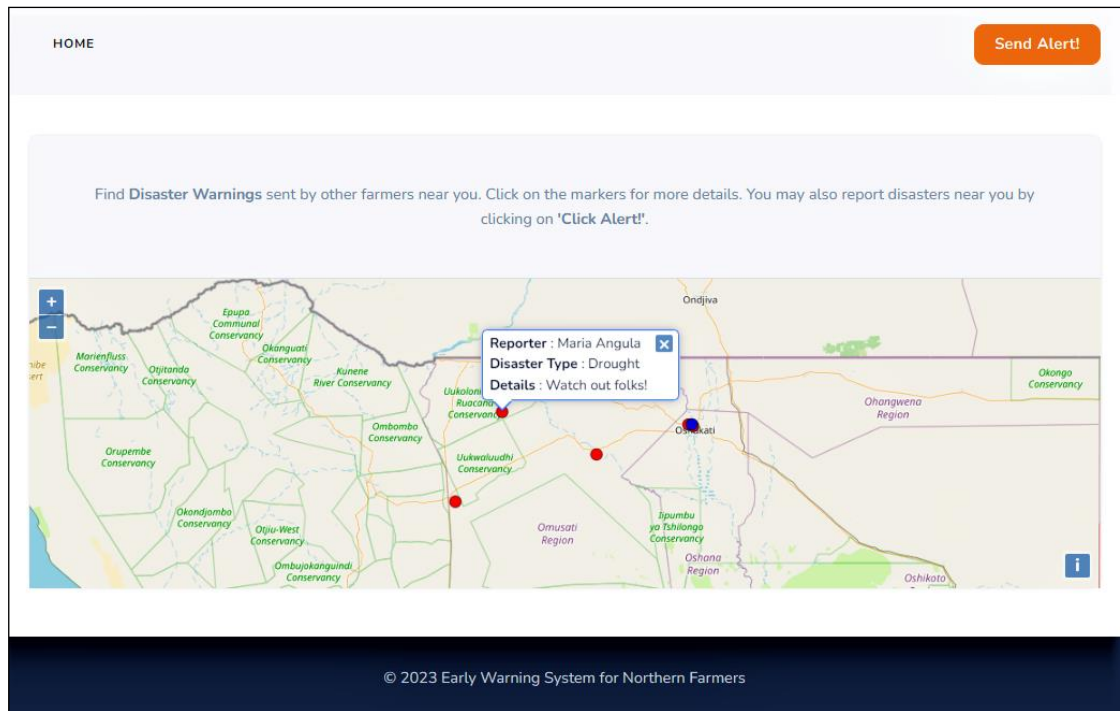 HOME
Send Alert!
Find Disaster Warnings sent by other farmers near you. Click on the markers for more details. You may also report disasters near you by
clicking on 'Click Alert!'.
+
−
Ondjiva
Epupa
Communal
Conservancy
Okanguati
Conservancy
Marienfluss
Conservancy
Otjitanda
Conservancy
Kunene
River Conservancy
Reporter : Maria Angula
Disaster Type : Drought
Details : Watch out folks!
Ruacana
Conservancy
Okongo
Conservancy
Ohangwena
Region
Ombombo
Conservancy
Orupembe
Conservancy
Uukwaluudhi
Conservancy
Okondjombo
Conservancy
Otjiu-West
Conservancy
Omusati
Region
Iipumbu
ya Tshilongo
Conservancy
Ombujokanguindi
Conservancy
Oshana
Region
Oshikoto
i
© 2023 Early Warning System for Northern Farmers